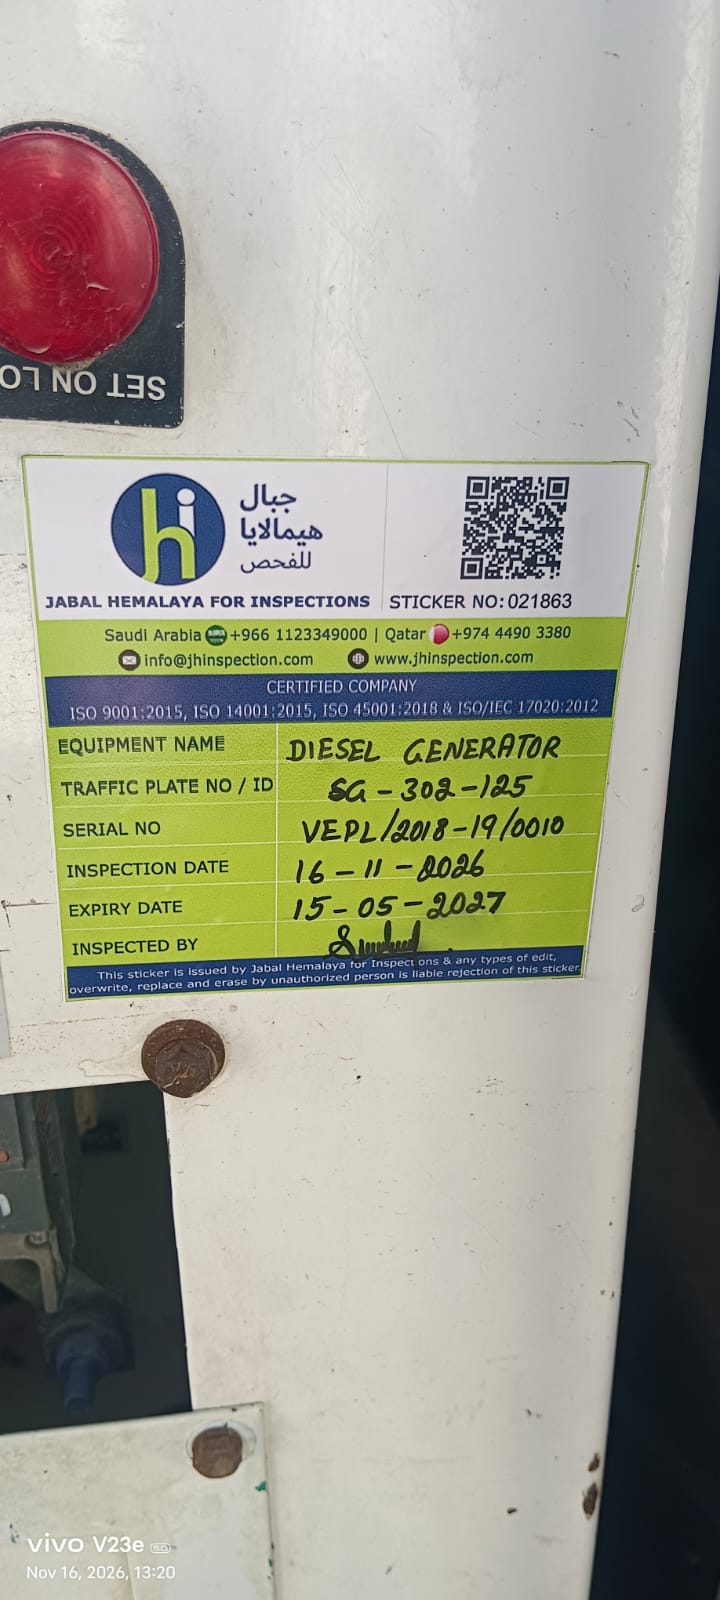 SET ON LO
جبال
هيمالايا
للفحص
JABAL HEMALAYA FOR INSPECTIONS
STICKER NO: 021863
Saudi Arabia +966 1123349000 | Qatar +974 4490 3380
info@jhinspection.com www.jhinspection.com
CERTIFIED COMPANY
ISO 9001:2015, ISO 14001:2015, ISO 45001:2018 & ISO/IEC 17020:2012
EQUIPMENT NAME DIESEL GENERATOR
TRAFFIC PLATE NO / ID SG-302-125
SERIAL NO VEPL/2018-19/0010
INSPECTION DATE 16-11-2026
EXPIRY DATE 15-05-2027
INSPECTED BY
This sticker is issued by Jabal Hemalaya for Inspections & any types of edit,
overwrite, replace and erase by unauthorized person is liable rejection of this sticker.
vivo V23e 5G
Nov 16, 2026, 13:20